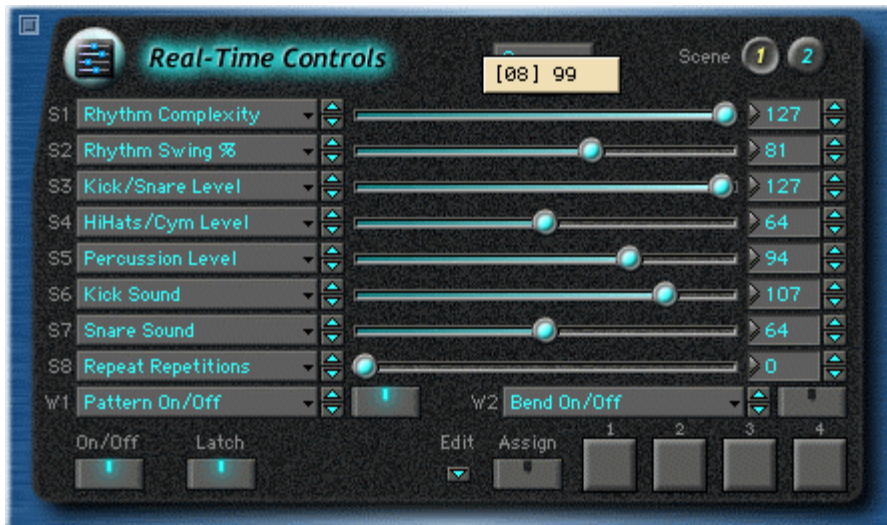 Real-Time Controls
[08] 99
Scene 1 2
S1 Rhythm Complexity 127
S2 Rhythm Swing % 81
S3 Kick/Snare Level 127
S4 HiHats/Cym Level 64
S5 Percussion Level 94
S6 Kick Sound 107
S7 Snare Sound 64
S8 Repeat Repetitions 0
W1 Pattern On/Off W2 Bend On/Off
On/Off Latch Edit Assign 1 2 3 4